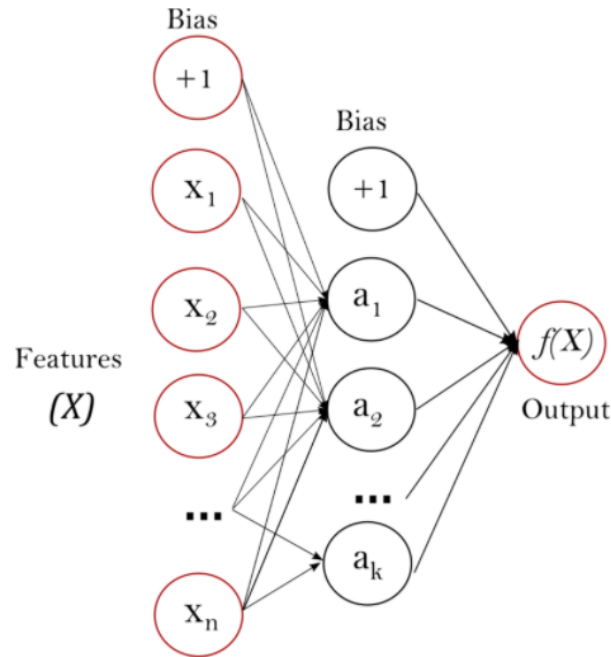 Bias
+1
x₁
x₂
x₃
...
xₙ
Features
(X)
Bias
+1
a₁
a₂
...
aₖ
f(X)
Output